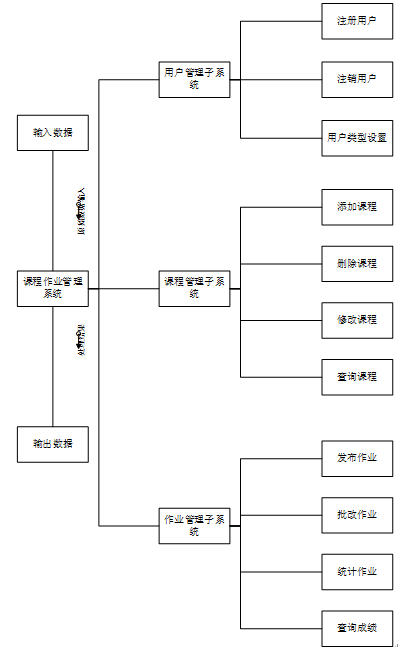 注册用户
用户管理子系
统
注销用户
用户类型设置
输入数据
添加课程
删除课程
课程作业管理
系统
课程管理子系
统
修改课程
查询课程
输出数据
发布作业
作业管理子系
统
批改作业
统计作业
查询成绩